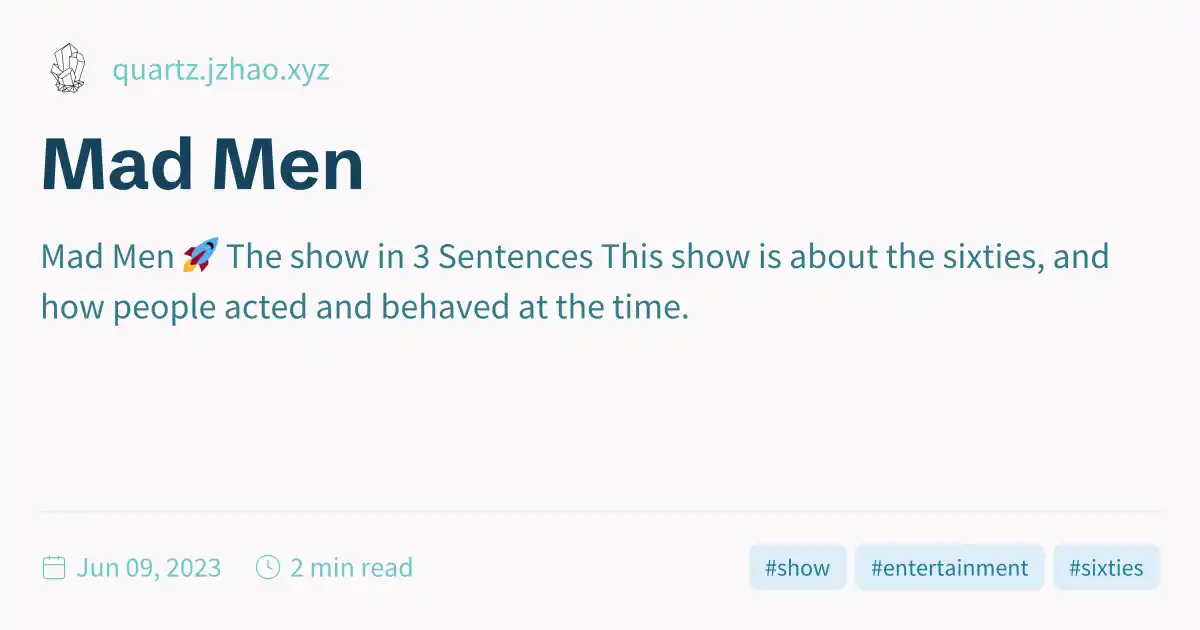 quartz.jzhao.xyz
Mad Men
Mad Men 🚀 The show in 3 Sentences This show is about the sixties, and
how people acted and behaved at the time.
Jun 09, 2023 2 min read #show #entertainment #sixties